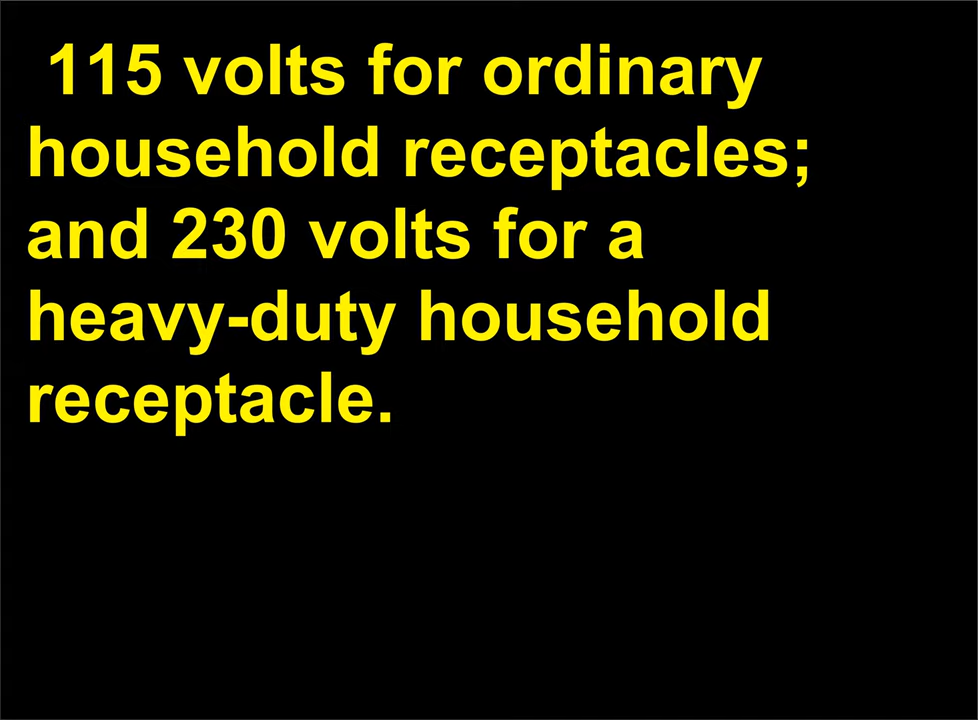 115 volts for ordinary
household receptacles;
and 230 volts for a
heavy-duty household
receptacle.